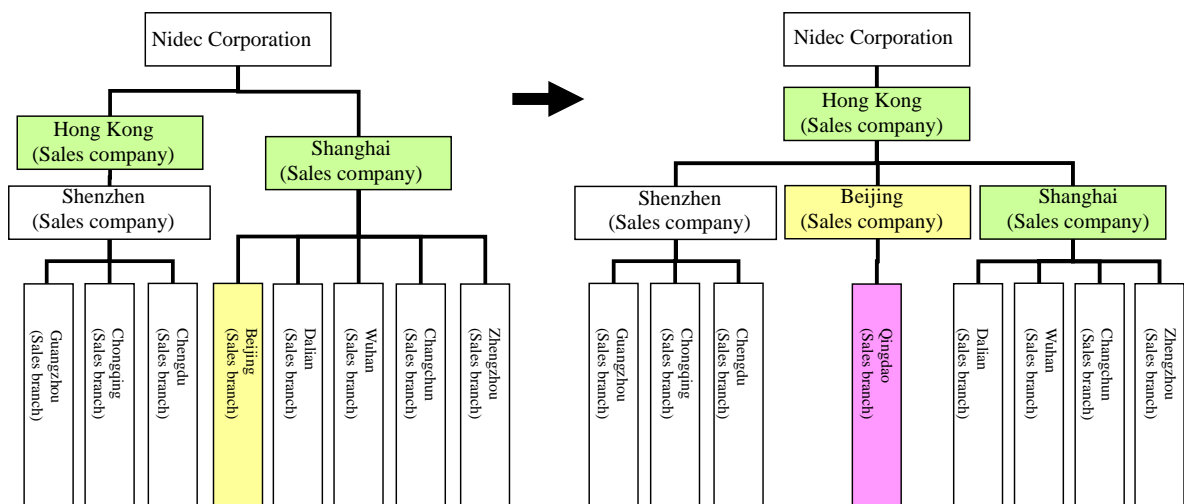 Nidec Corporation
Hong Kong
(Sales company)
Shanghai
(Sales company)
Shenzhen
(Sales company)
Guangzhou
(Sales branch)
Chongqing
(Sales branch)
Chengdu
(Sales branch)
Beijing
(Sales branch)
Dalian
(Sales branch)
Wuhan
(Sales branch)
Changchun
(Sales branch)
Zhengzhou
(Sales branch)
Nidec Corporation
Hong Kong
(Sales company)
Shenzhen
(Sales company)
Beijing
(Sales company)
Shanghai
(Sales company)
Guangzhou
(Sales branch)
Chongqing
(Sales branch)
Chengdu
(Sales branch)
Qingdao
(Sales branch)
Dalian
(Sales branch)
Wuhan
(Sales branch)
Changchun
(Sales branch)
Zhengzhou
(Sales branch)